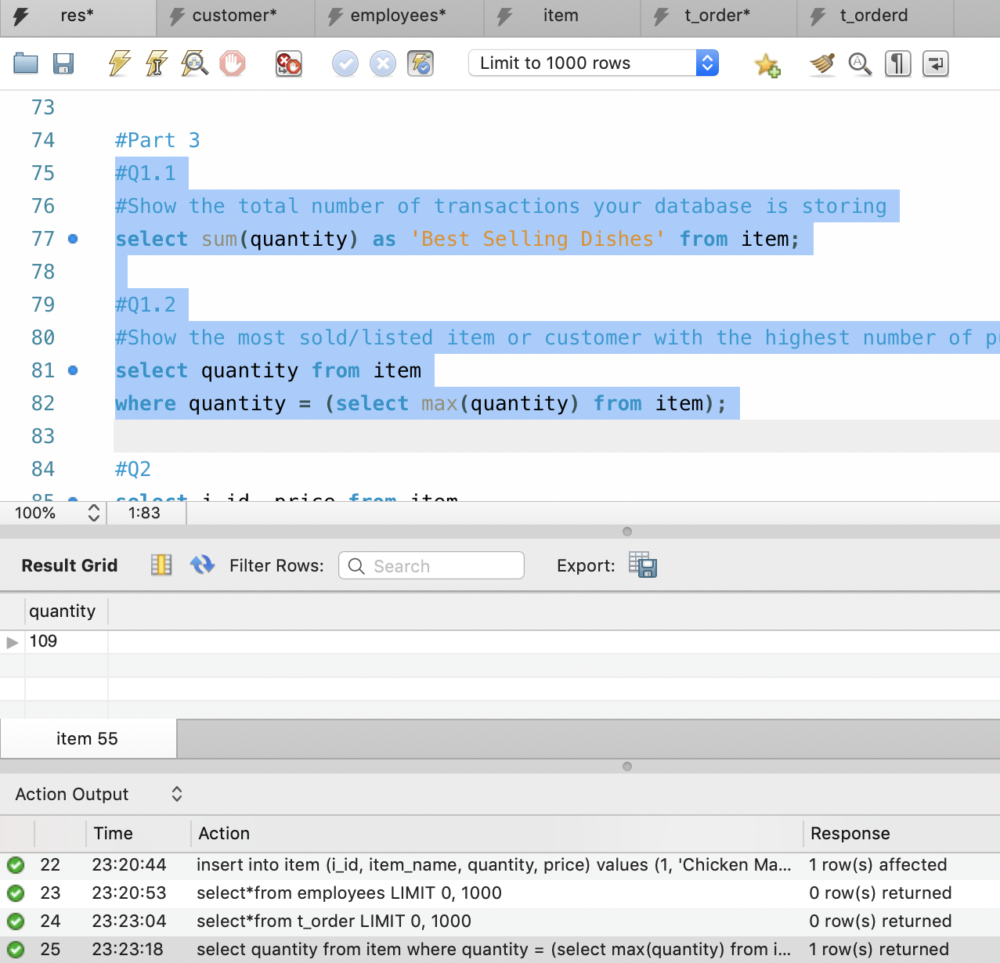 res* customer* employees* item t_order* t_orderd
Limit to 1000 rows
73
74 #Part 3
75 #Q1.1
76 #Show the total number of transactions your database is storing
77 select sum(quantity) as 'Best Selling Dishes' from item;
78
79 #Q1.2
80 #Show the most sold/listed item or customer with the highest number of p
81 select quantity from item
82 where quantity = (select max(quantity) from item);
83
84 #Q2
85 select i_id, price from item
100% 1:83
Result Grid Filter Rows: Search Export:
quantity
109
item 55
Action Output
Time Action Response
22 23:20:44 insert into item (i_id, item_name, quantity, price) values (1, 'Chicken Ma... 1 row(s) affected
23 23:20:53 select*from employees LIMIT 0, 1000 0 row(s) returned
24 23:23:04 select*from t_order LIMIT 0, 1000 0 row(s) returned
25 23:23:18 select quantity from item where quantity = (select max(quantity) from i... 1 row(s) returned